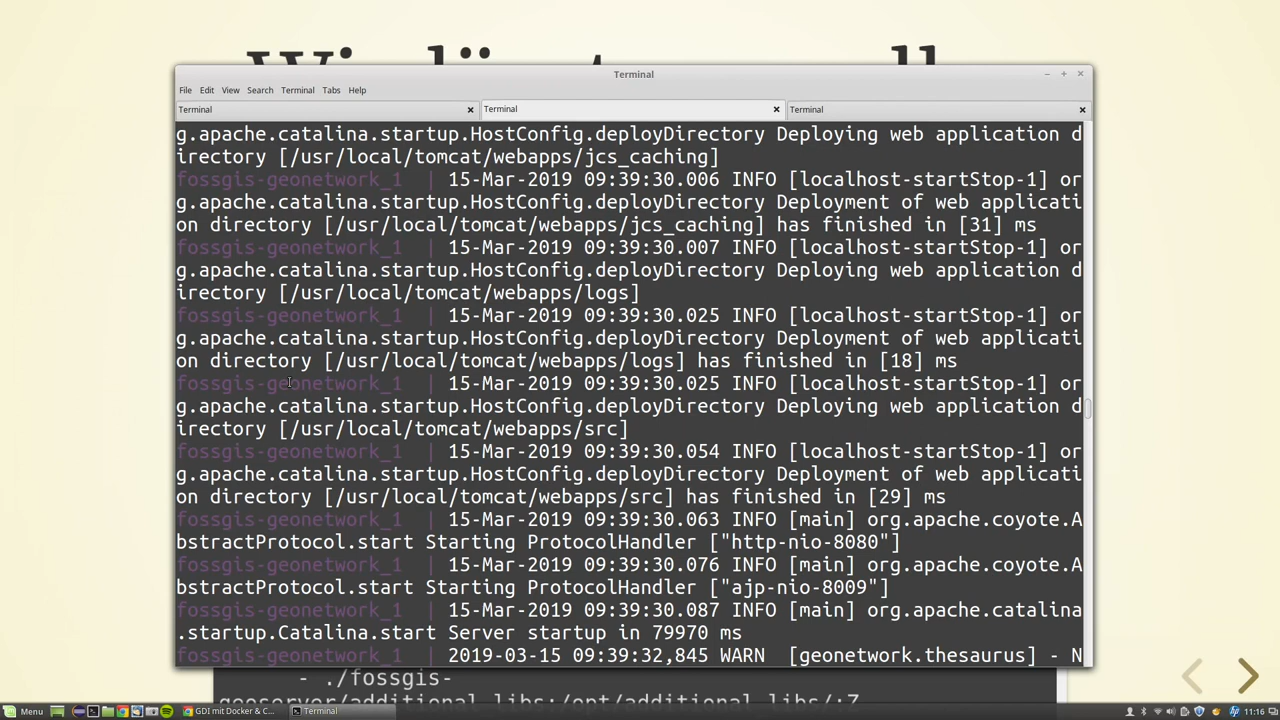 Terminal
File Edit View Search Terminal Tabs Help
Terminal Terminal Terminal
g.apache.catalina.startup.HostConfig.deployDirectory Deploying web application d
irectory [/usr/local/tomcat/webapps/jcs_caching]
fossgis-geonetwork_1 | 15-Mar-2019 09:39:30.006 INFO [localhost-startStop-1] or
g.apache.catalina.startup.HostConfig.deployDirectory Deployment of web applicati
on directory [/usr/local/tomcat/webapps/jcs_caching] has finished in [31] ms
fossgis-geonetwork_1 | 15-Mar-2019 09:39:30.007 INFO [localhost-startStop-1] or
g.apache.catalina.startup.HostConfig.deployDirectory Deploying web application d
irectory [/usr/local/tomcat/webapps/logs]
fossgis-geonetwork_1 | 15-Mar-2019 09:39:30.025 INFO [localhost-startStop-1] or
g.apache.catalina.startup.HostConfig.deployDirectory Deployment of web applicati
on directory [/usr/local/tomcat/webapps/logs] has finished in [18] ms
fossgis-geonetwork_1 | 15-Mar-2019 09:39:30.025 INFO [localhost-startStop-1] or
g.apache.catalina.startup.HostConfig.deployDirectory Deploying web application d
irectory [/usr/local/tomcat/webapps/src]
fossgis-geonetwork_1 | 15-Mar-2019 09:39:30.054 INFO [localhost-startStop-1] or
g.apache.catalina.startup.HostConfig.deployDirectory Deployment of web applicati
on directory [/usr/local/tomcat/webapps/src] has finished in [29] ms
fossgis-geonetwork_1 | 15-Mar-2019 09:39:30.063 INFO [main] org.apache.coyote.A
bstractProtocol.start Starting ProtocolHandler ["http-nio-8080"]
fossgis-geonetwork_1 | 15-Mar-2019 09:39:30.076 INFO [main] org.apache.coyote.A
bstractProtocol.start Starting ProtocolHandler ["ajp-nio-8009"]
fossgis-geonetwork_1 | 15-Mar-2019 09:39:30.087 INFO [main] org.apache.catalina
.startup.Catalina.start Server startup in 79970 ms
fossgis-geonetwork_1 | 2019-03-15 09:39:32,845 WARN [geonetwork.thesaurus] - N
- ./fossgis-
geoserver/additional_libs:/opt/additional_libs/:Z
Menu GDI mit Docker & C... Terminal 11:16